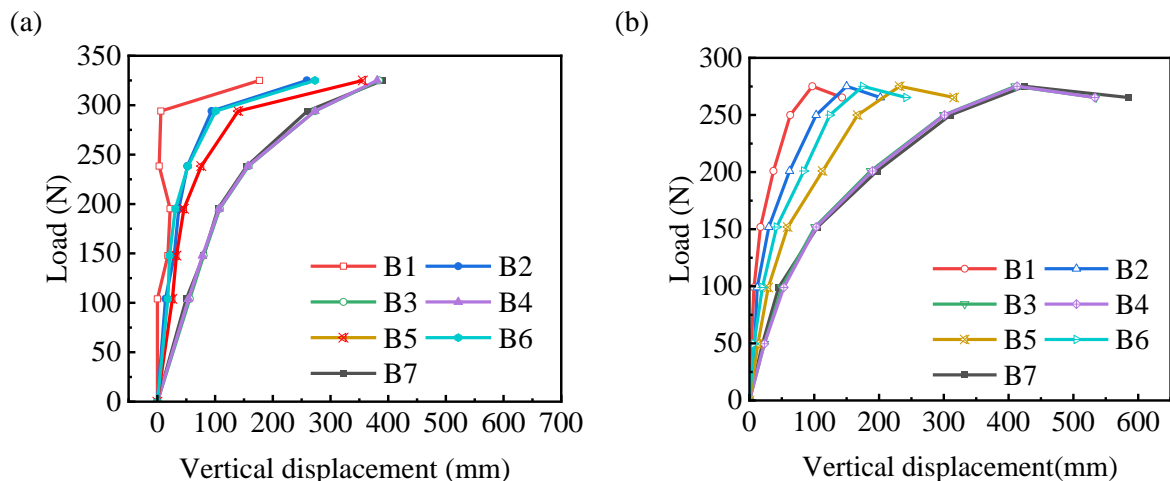 (a)
350
300
250
200
150
100
50
0
Load (N)
B1 B2
B3 B4
B5 B6
B7
0 100 200 300 400 500 600 700
Vertical displacement (mm)
(b)
300
250
200
150
100
50
0
Load (N)
B1 B2
B3 B4
B5 B6
B7
0 100 200 300 400 500 600
Vertical displacement(mm)